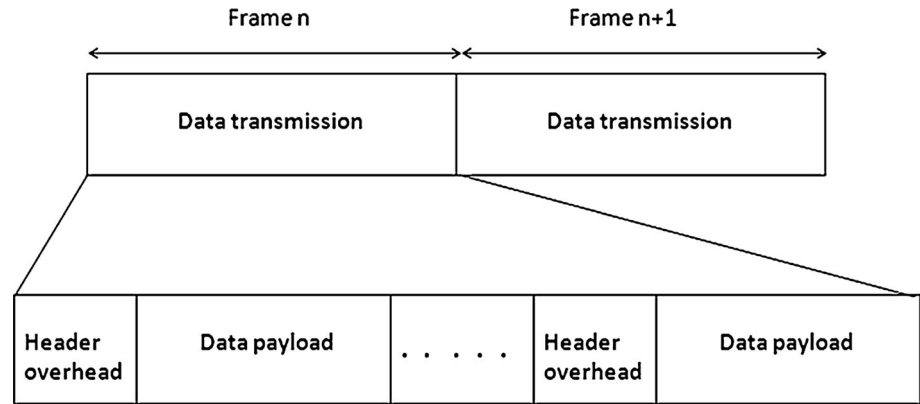 Frame n
Frame n+1
Data transmission
Data transmission
Header overhead
Data payload
. . . . .
Header overhead
Data payload